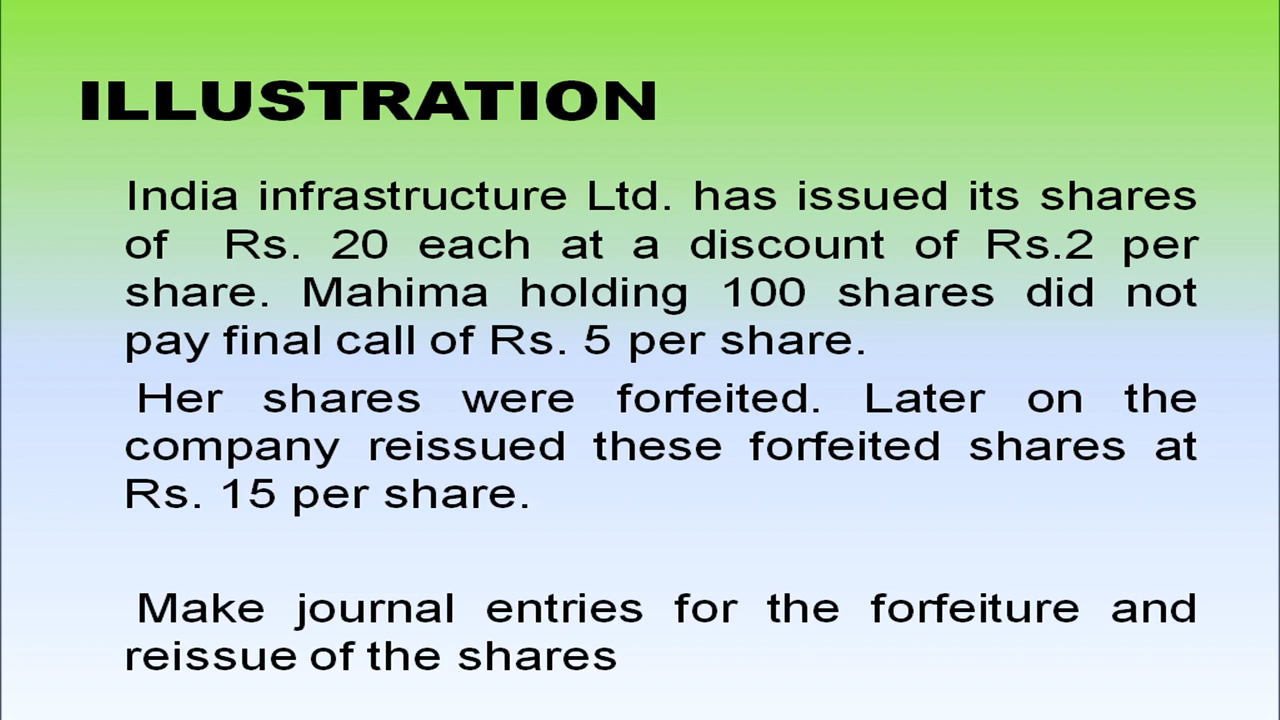 ILLUSTRATION
India infrastructure Ltd. has issued its shares
of Rs. 20 each at a discount of Rs.2 per
share. Mahima holding 100 shares did not
pay final call of Rs. 5 per share.
Her shares were forfeited. Later on the
company reissued these forfeited shares at
Rs. 15 per share.
Make journal entries for the forfeiture and
reissue of the shares